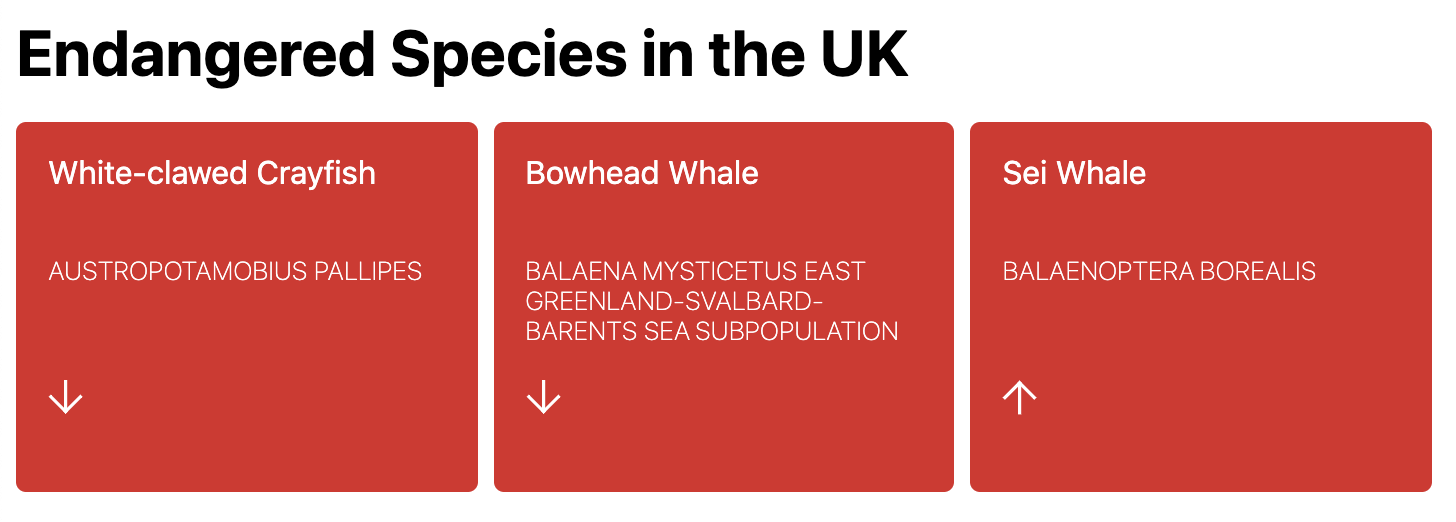 Endangered Species in the UK
White-clawed Crayfish
AUSTROPOTAMOBIUS PALLIPES
Bowhead Whale
BALAENA MYSTICETUS EAST
GREENLAND-SVALBARD-
BARENTS SEA SUBPOPULATION
Sei Whale
BALAENOPTERA BOREALIS